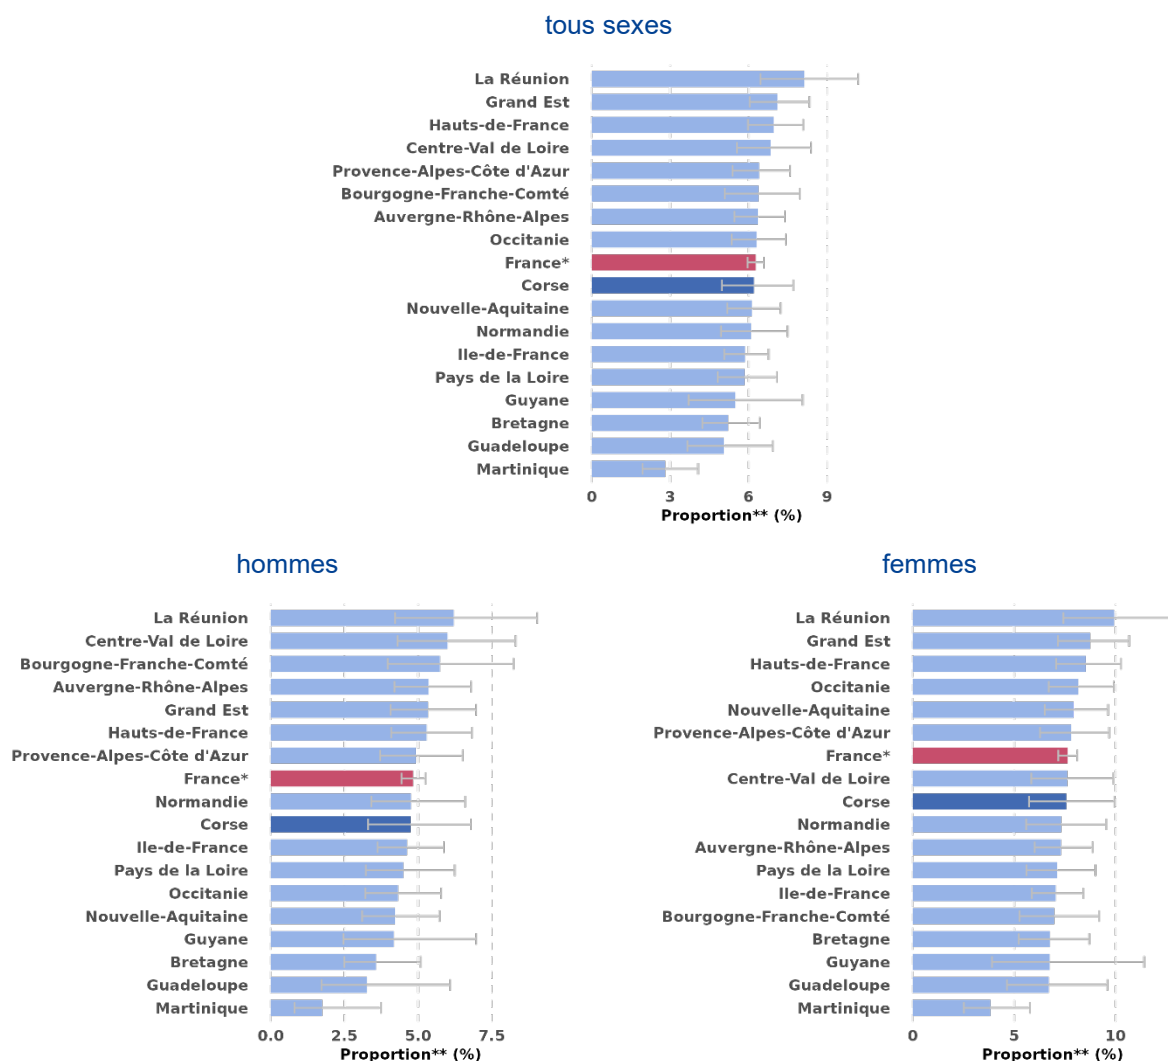 tous sexes
La Réunion
Grand Est
Hauts-de-France
Centre-Val de Loire
Provence-Alpes-Côte d'Azur
Bourgogne-Franche-Comté
Auvergne-Rhône-Alpes
Occitanie
France*
Corse
Nouvelle-Aquitaine
Normandie
Ile-de-France
Pays de la Loire
Guyane
Bretagne
Guadeloupe
Martinique
0 3 6 9
Proportion** (%)
hommes
La Réunion
Centre-Val de Loire
Bourgogne-Franche-Comté
Auvergne-Rhône-Alpes
Grand Est
Hauts-de-France
Provence-Alpes-Côte d'Azur
France*
Normandie
Corse
Ile-de-France
Pays de la Loire
Occitanie
Nouvelle-Aquitaine
Guyane
Bretagne
Guadeloupe
Martinique
0.0 2.5 5.0 7.5
Proportion** (%)
femmes
La Réunion
Grand Est
Hauts-de-France
Occitanie
Nouvelle-Aquitaine
Provence-Alpes-Côte d'Azur
France*
Centre-Val de Loire
Corse
Normandie
Auvergne-Rhône-Alpes
Pays de la Loire
Ile-de-France
Bourgogne-Franche-Comté
Bretagne
Guyane
Guadeloupe
Martinique
0 5 10
Proportion** (%)